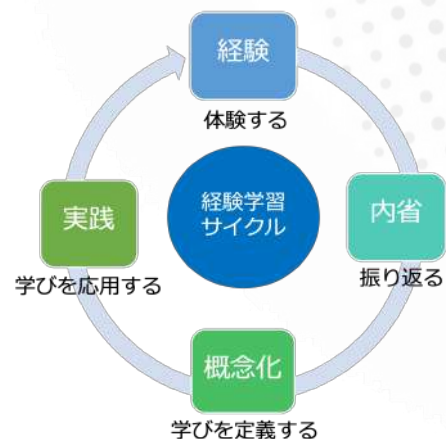 経験
体験する
経験学習
サイクル
内省
振り返る
概念化
学びを定義する
実践
学びを応用する